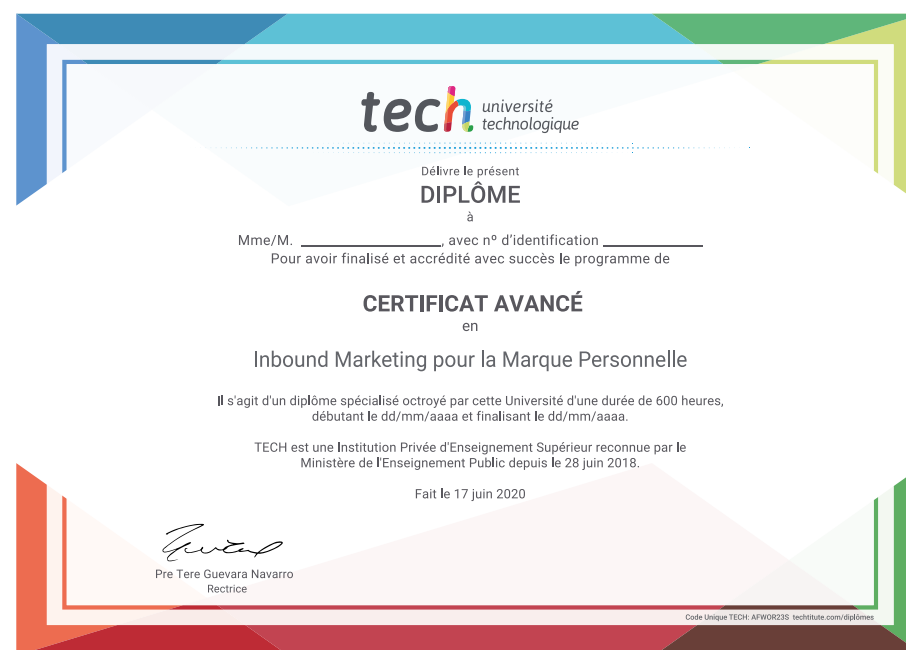 tech université
technologique
Délivre le présent
DIPLÔME
à
Mme/M. ____________________, avec nº d'identification ______________
Pour avoir finalisé et accrédité avec succès le programme de
CERTIFICAT AVANCÉ
en
Inbound Marketing pour la Marque Personnelle
Il s'agit d'un diplôme spécialisé octroyé par cette Université d'une durée de 600 heures,
débutant le dd/mm/aaaa et finalisant le dd/mm/aaaa.
TECH est une Institution Privée d'Enseignement Supérieur reconnue par le
Ministère de l'Enseignement Public depuis le 28 juin 2018.
Fait le 17 juin 2020
Pre Tere Guevara Navarro
Rectrice
Code Unique TECH: AFWOR23S techtitute.com/diplômes